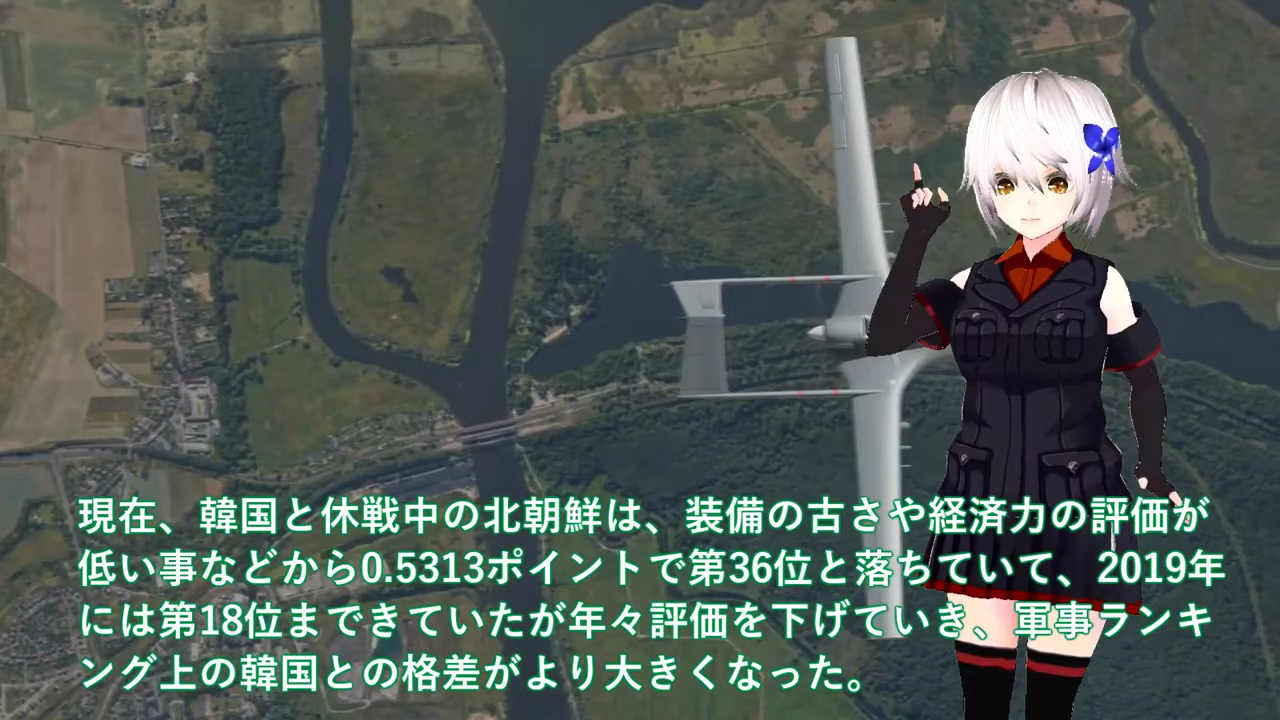 現在、韓国と休戦中の北朝鮮は、装備の古さや経済力の評価が
低い事などから0.5313ポイントで第36位と落ちていて、2019年
には第18位まできていたが年々評価を下げていき、軍事ランキ
ング上の韓国との格差がより大きくなった。